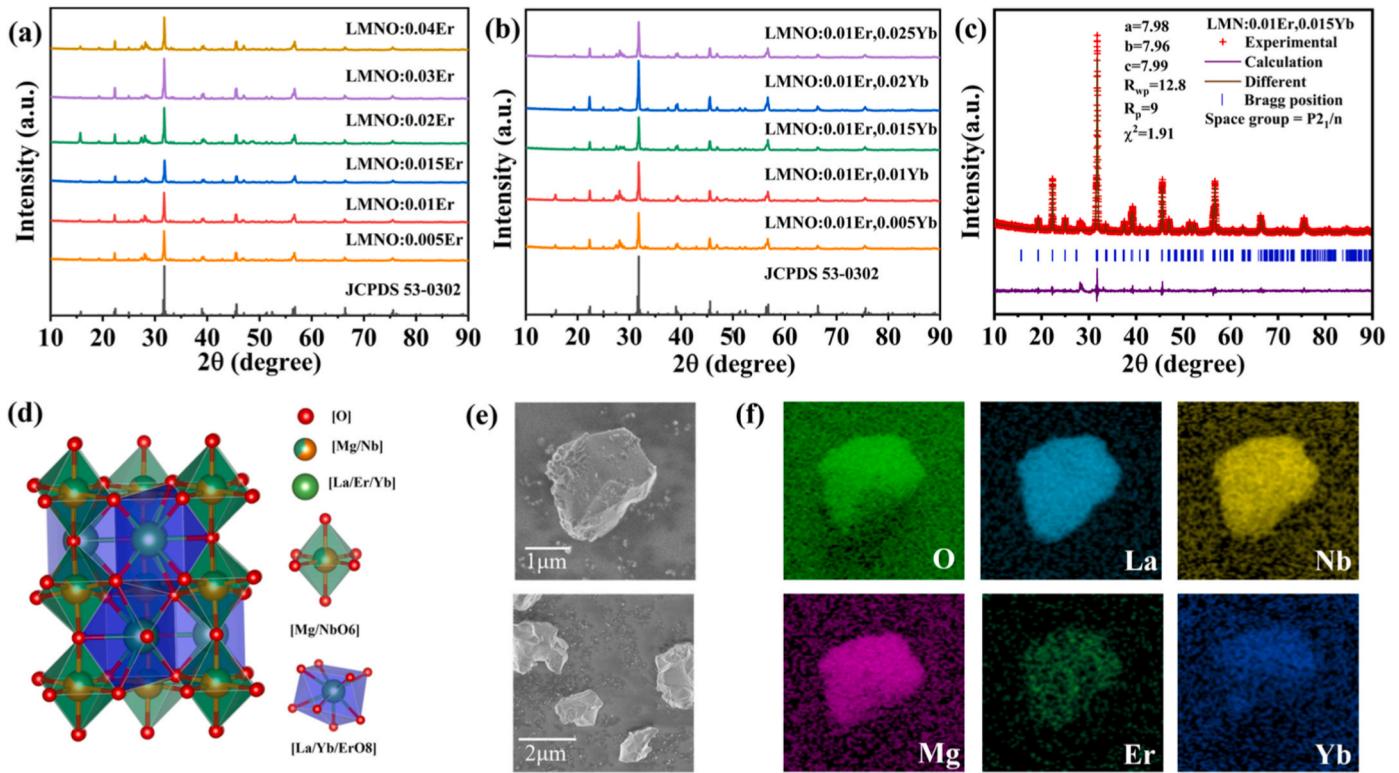 (a)
LMNO:0.04Er
LMNO:0.03Er
LMNO:0.02Er
LMNO:0.015Er
LMNO:0.01Er
LMNO:0.005Er
JCPDS 53-0302
Intensity (a.u.)
10 20 30 40 50 60 70 80 90
2θ (degree)
(b)
LMNO:0.01Er,0.025Yb
LMNO:0.01Er,0.02Yb
LMNO:0.01Er,0.015Yb
LMNO:0.01Er,0.01Yb
LMNO:0.01Er,0.005Yb
JCPDS 53-0302
Intensity (a.u.)
10 20 30 40 50 60 70 80 90
2θ (degree)
(c)
a=7.98
b=7.96
c=7.99
Rwp=12.8
Rp=9
χ²=1.91
LMN:0.01Er,0.015Yb
Experimental
Calculation
Different
Bragg position
Space group = P2₁/n
Intensity(a.u.)
10 20 30 40 50 60 70 80 90
2θ (degree)
(d)
[O]
[Mg/Nb]
[La/Er/Yb]
[Mg/NbO6]
[La/Yb/ErO8]
(e)
1μm
2μm
(f)
O
La
Nb
Mg
Er
Yb